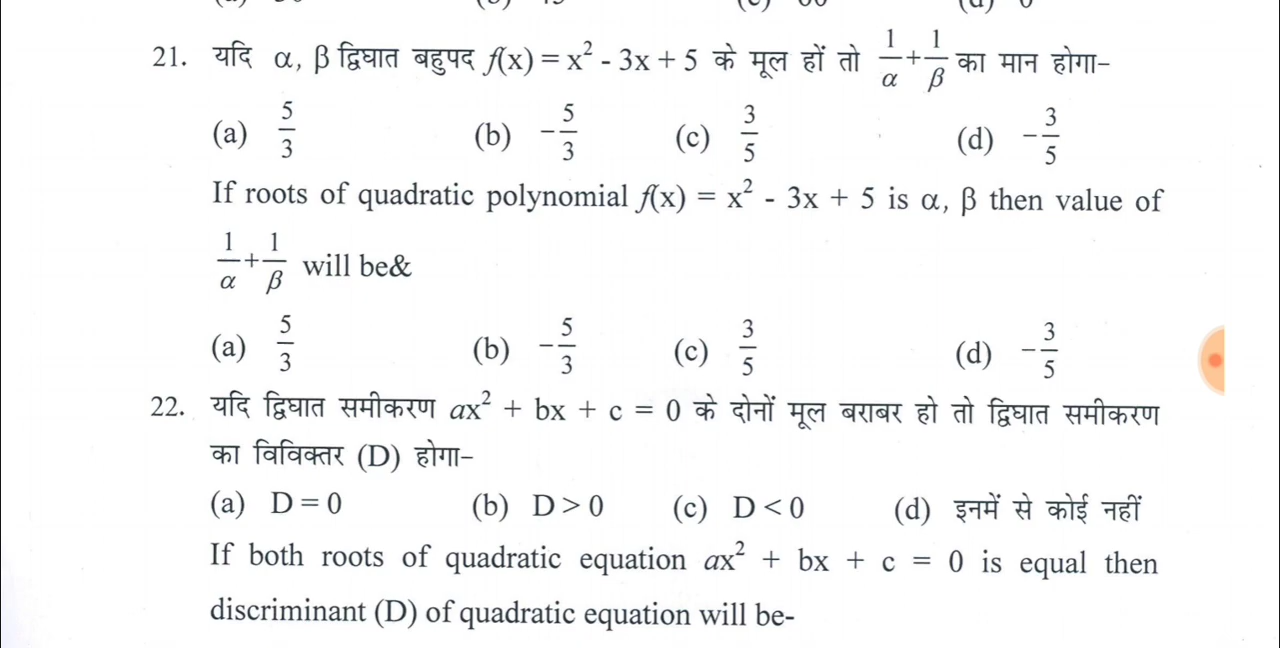 21. यदि α, β द्विघात बहुपद f(x) = x² - 3x + 5 के मूल हों तो 1/α + 1/β का मान होगा–
(a) 5/3 (b) -5/3 (c) 3/5 (d) -3/5
If roots of quadratic polynomial f(x) = x² - 3x + 5 is α, β then value of
1/α + 1/β will be&
(a) 5/3 (b) -5/3 (c) 3/5 (d) -3/5
22. यदि द्विघात समीकरण ax² + bx + c = 0 के दोनों मूल बराबर हो तो द्विघात समीकरण
का विविक्तर (D) होगा–
(a) D = 0 (b) D > 0 (c) D < 0 (d) इनमें से कोई नहीं
If both roots of quadratic equation ax² + bx + c = 0 is equal then
discriminant (D) of quadratic equation will be-